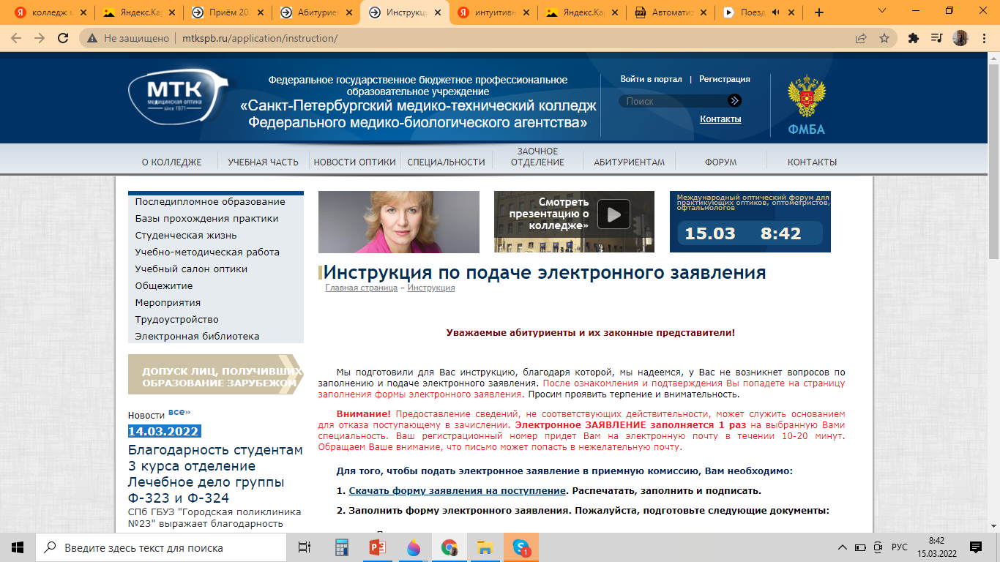 колледж м
Яндекс.Кар
Приём 202
Абитуриен
Инструкци
интуитивн
Яндекс.Кар
Автоматиз
Поезд
Не защищено
mtkspb.ru/application/instruction/
МТК
медицинская оптика
since 1871
Федеральное государственное бюджетное профессиональное
образовательное учреждение
«Санкт-Петербургский медико-технический колледж
Федерального медико-биологического агентства»
Войти в портал | Регистрация
Поиск
Контакты
ФМБА
О КОЛЛЕДЖЕ
УЧЕБНАЯ ЧАСТЬ
НОВОСТИ ОПТИКИ
СПЕЦИАЛЬНОСТИ
ЗАОЧНОЕ
ОТДЕЛЕНИЕ
АБИТУРИЕНТАМ
ФОРУМ
КОНТАКТЫ
Последипломное образование
Базы прохождения практики
Студенческая жизнь
Учебно-методическая работа
Учебный салон оптики
Общежитие
Мероприятия
Трудоустройство
Электронная библиотека
ДОПУСК ЛИЦ, ПОЛУЧИВШИХ
ОБРАЗОВАНИЕ ЗАРУБЕЖОМ
Новости все»
14.03.2022
Благодарность студентам
3 курса отделение
Лечебное дело группы
Ф-323 и Ф-324
СПб ГБУЗ "Городская поликлиника
№23" выражает благодарность
Смотреть
презентацию о
колледже»
Международный оптический форум для
практикующих оптиков, оптометристов,
офтальмологов
15.03 8:42
Инструкция по подаче электронного заявления
Главная страница » Инструкция
Уважаемые абитуриенты и их законные представители!
Мы подготовили для Вас инструкцию, благодаря которой, мы надеемся, у Вас не возникнет вопросов по
заполнению и подаче электронного заявления. После ознакомления и подтверждения Вы попадете на страницу
заполнения формы электронного заявления. Просим проявить терпение и внимательность.
Внимание! Предоставление сведений, не соответствующих действительности, может служить основанием
для отказа поступающему в зачислении. Электронное ЗАЯВЛЕНИЕ заполняется 1 раз на выбранную Вами
специальность. Ваш регистрационный номер придет Вам на электронную почту в течении 10-20 минут.
Обращаем Ваше внимание, что письмо может попасть в нежелательную почту.
Для того, чтобы подать электронное заявление в приемную комиссию, Вам необходимо:
1. Скачать форму заявления на поступление. Распечатать, заполнить и подписать.
2. Заполнить форму электронного заявления. Пожалуйста, подготовьте следующие документы:
Введите здесь текст для поиска
1
РУС
8:42
15.03.2022